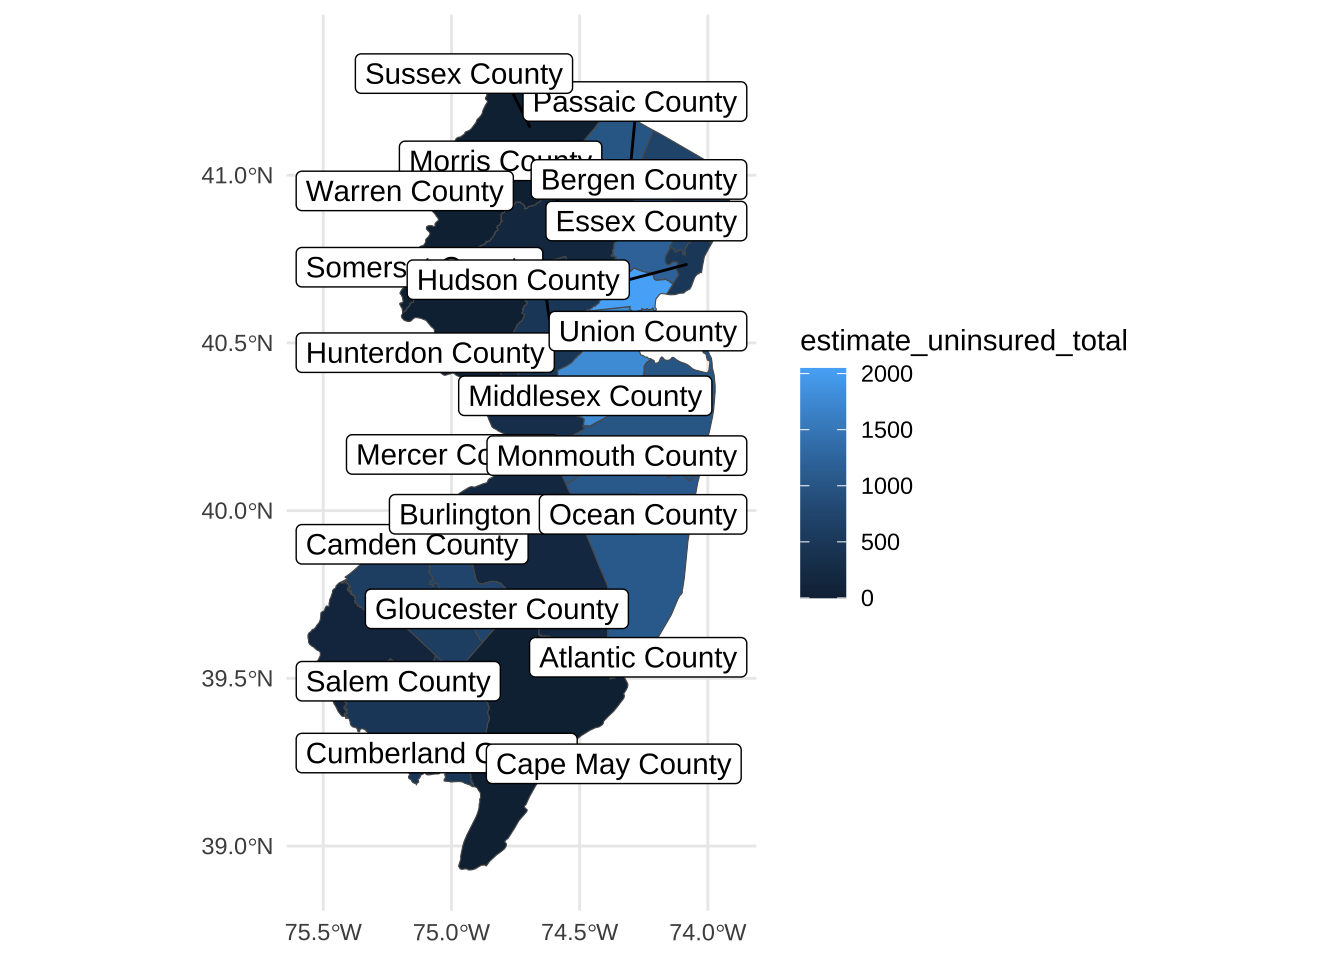 Sussex County
Passaic County
Morris County
41.0°N
Bergen County
Warren County
Essex County
Somerset County
Hudson County
Union County
estimate_uninsured_total
40.5°N
Hunterdon County
2000
Middlesex County
1500
Mercer Co
Monmouth County
1000
40.0°N
Burlington
Ocean County
Camden County
500
0
Gloucester County
Atlantic County
39.5°N
Salem County
Cumberland C
Cape May County
39.0°N
75.5°W
75.0°W
74.5°W
74.0°W